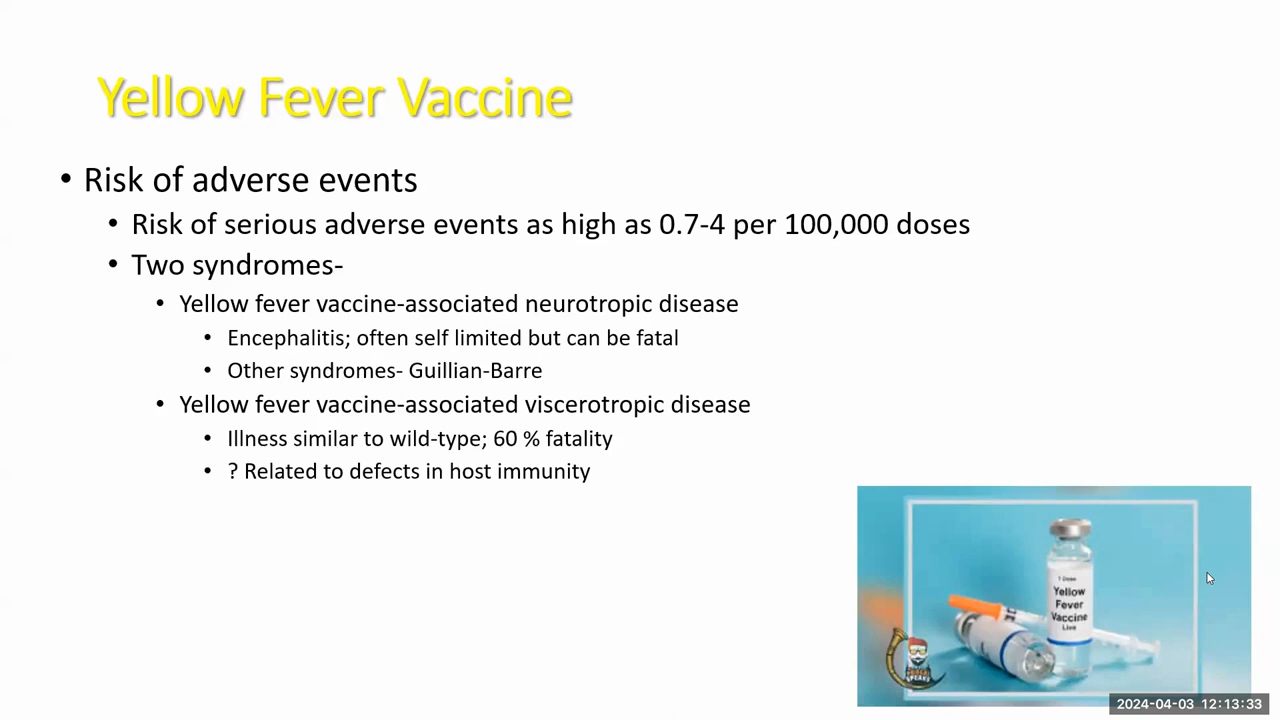 Yellow Fever Vaccine
• Risk of adverse events
• Risk of serious adverse events as high as 0.7-4 per 100,000 doses
• Two syndromes-
• Yellow fever vaccine-associated neurotropic disease
• Encephalitis; often self limited but can be fatal
• Other syndromes- Guillian-Barre
• Yellow fever vaccine-associated viscerotropic disease
• Illness similar to wild-type; 60 % fatality
• ? Related to defects in host immunity
1 Dose
Yellow
Fever
Vaccine
Live
2024-04-03 12:13:33